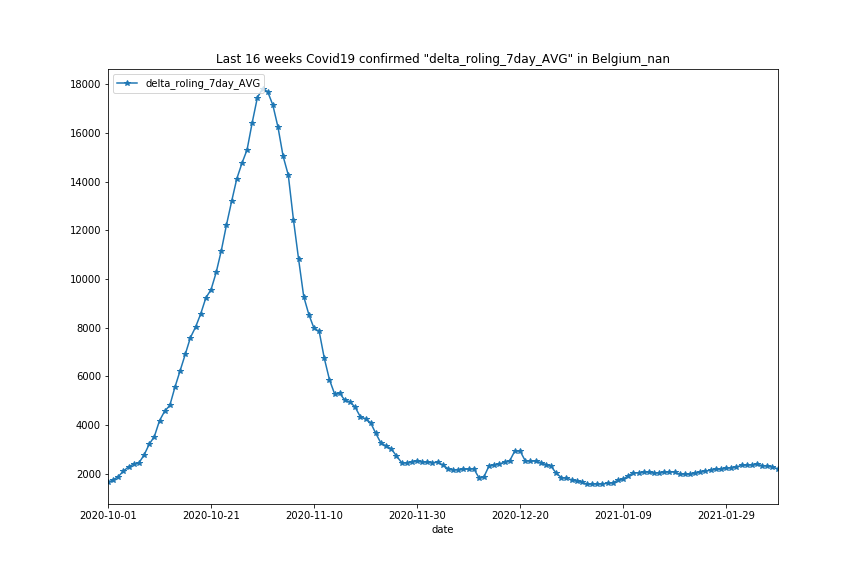 Last 16 weeks Covid19 confirmed "delta_roling_7day_AVG" in Belgium_nan
delta_roling_7day_AVG
18000
16000
14000
12000
10000
8000
6000
4000
2000
2020-10-01 2020-10-21 2020-11-10 2020-11-30 2020-12-20 2021-01-09 2021-01-29
date